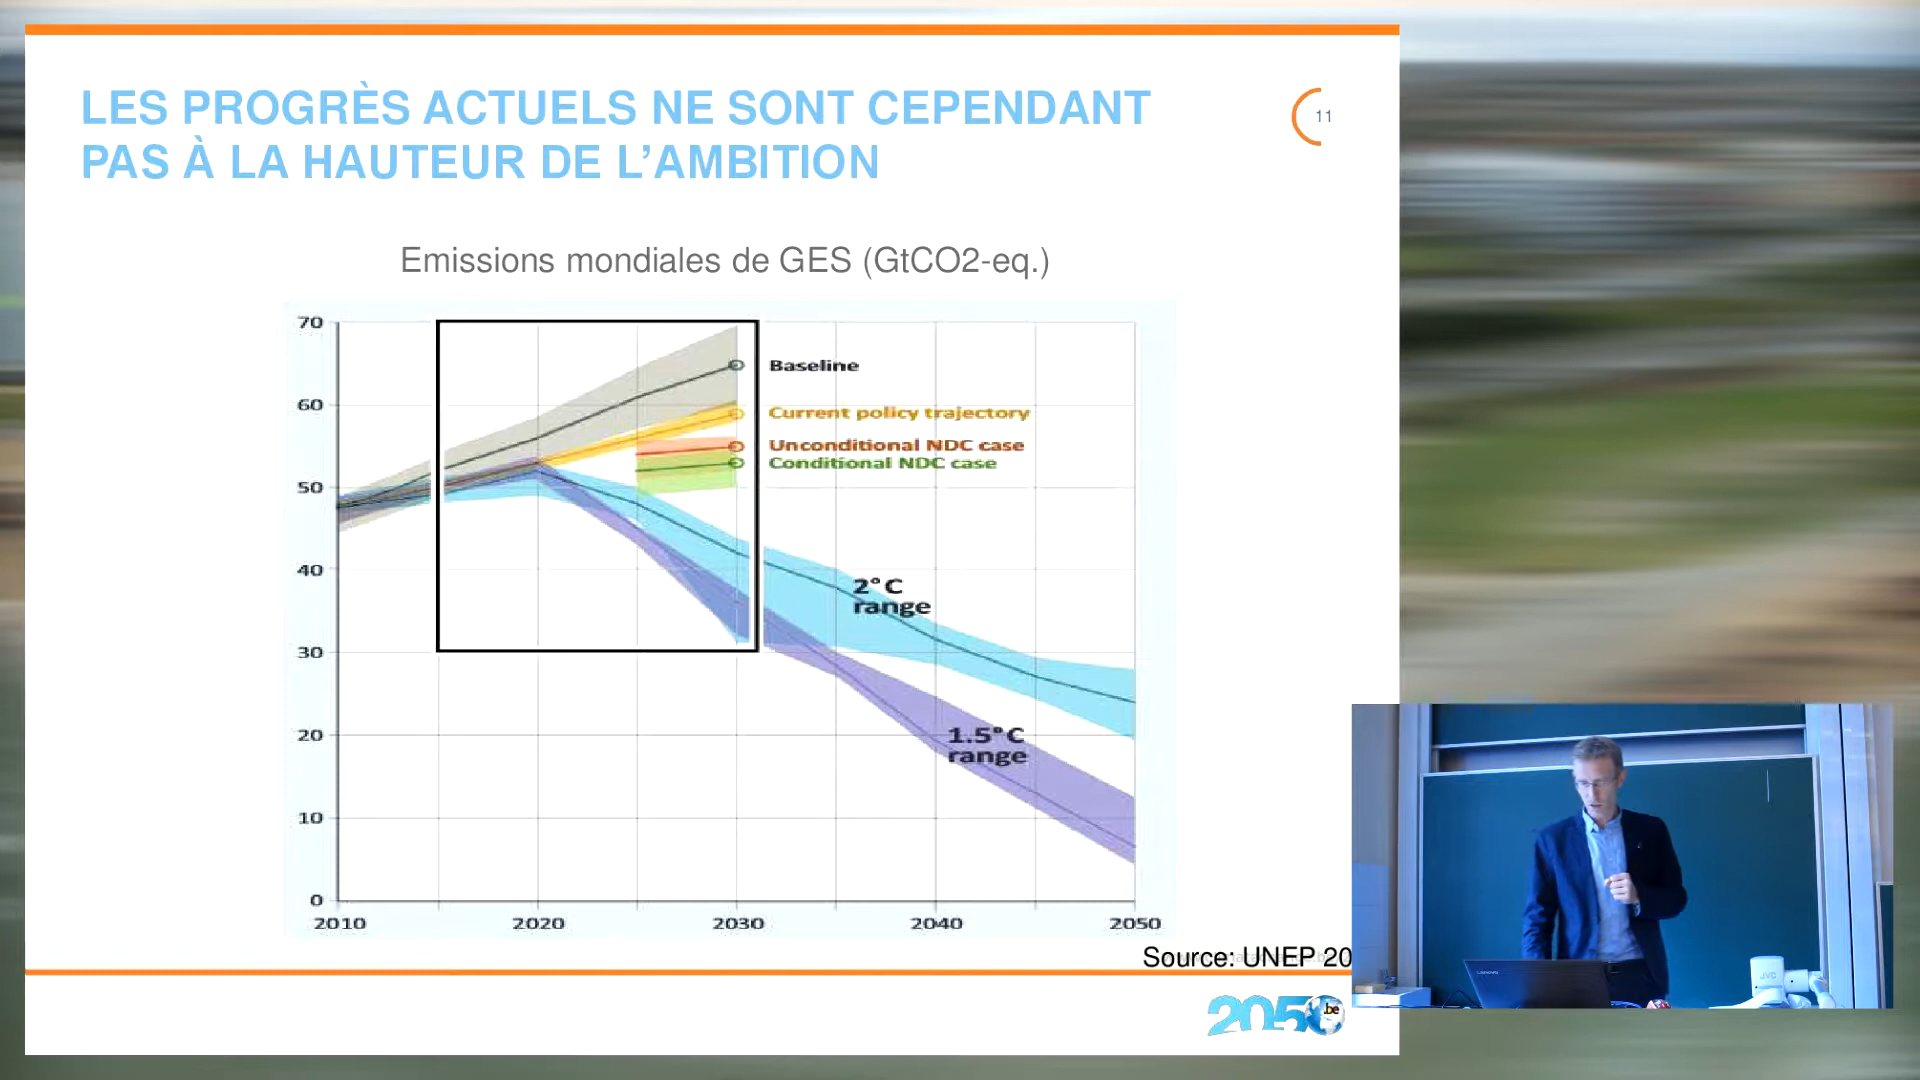 LES PROGRÈS ACTUELS NE SONT CEPENDANT
PAS À LA HAUTEUR DE L’AMBITION
11
Emissions mondiales de GES (GtCO2-eq.)
70
60
50
40
30
20
10
0
2010
2020
2030
2040
2050
Baseline
Current policy trajectory
Unconditional NDC case
Conditional NDC case
2°C
range
1.5°C
range
Source: UNEP 20
2050
.be
JVC